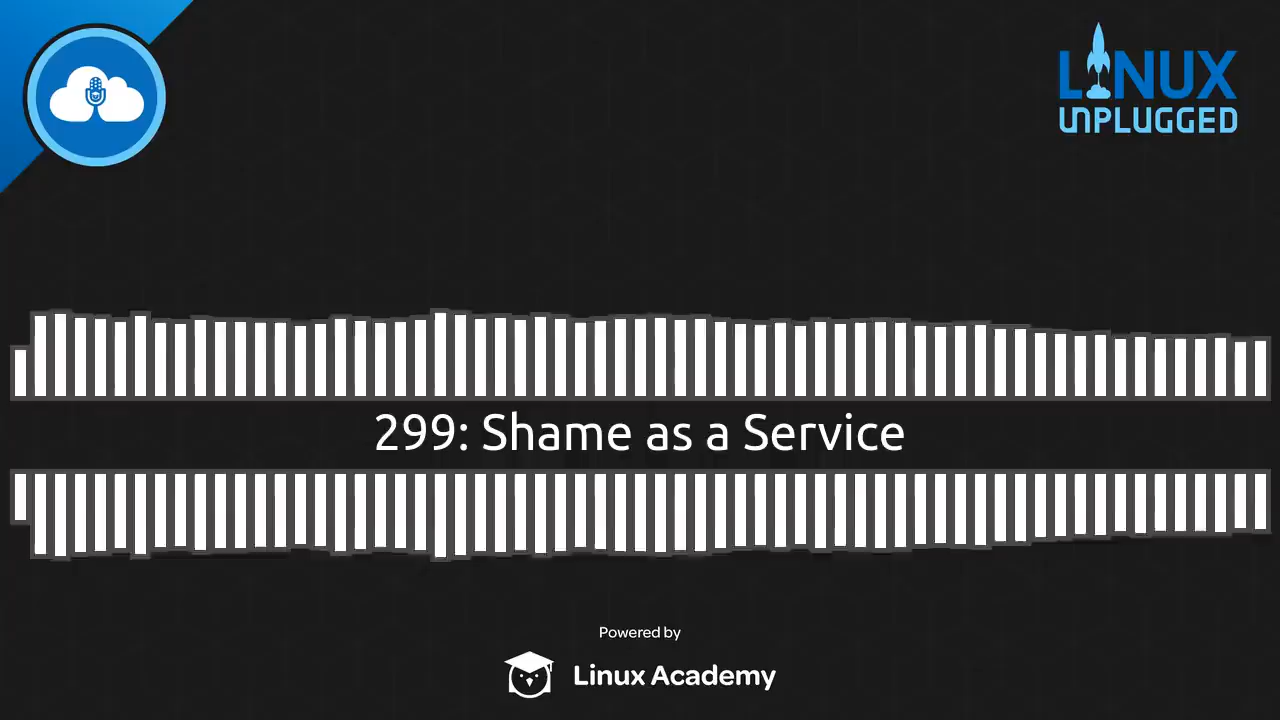 LINUX
UNPLUGGED
299: Shame as a Service
Powered by
Linux Academy